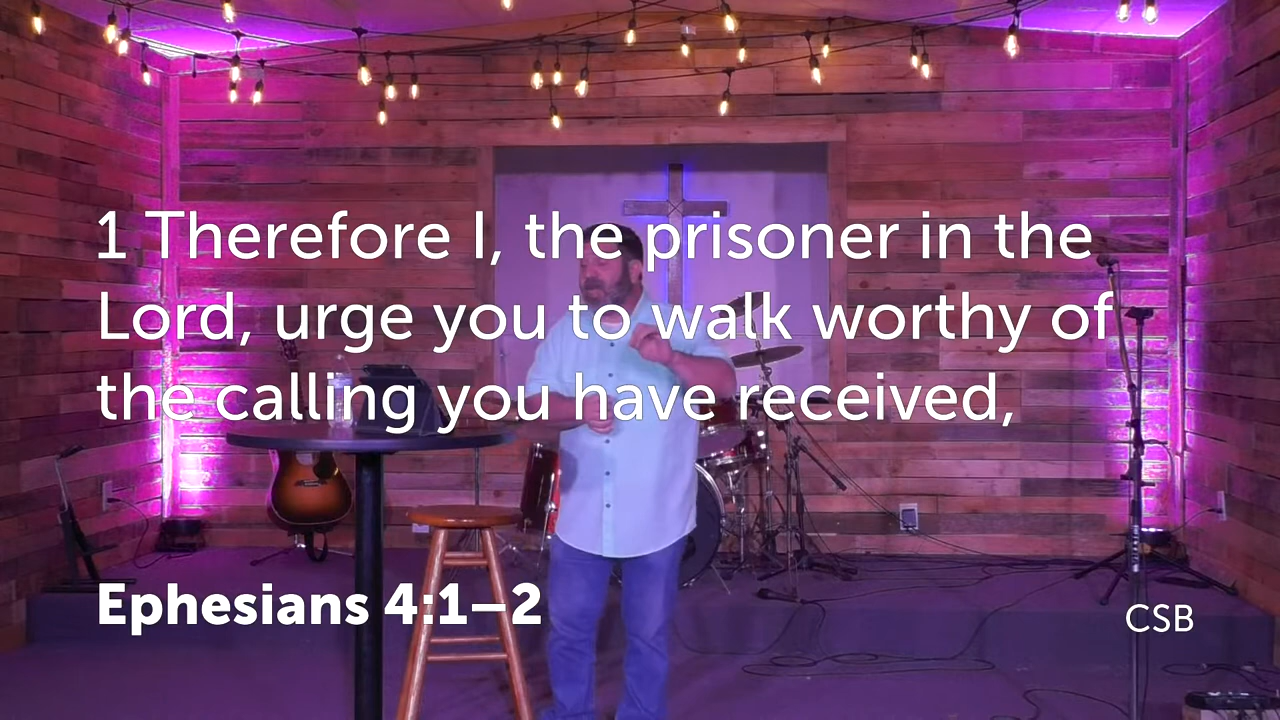 1 Therefore I, the prisoner in the
Lord, urge you to walk worthy of
the calling you have received,
Ephesians 4:1–2
CSB